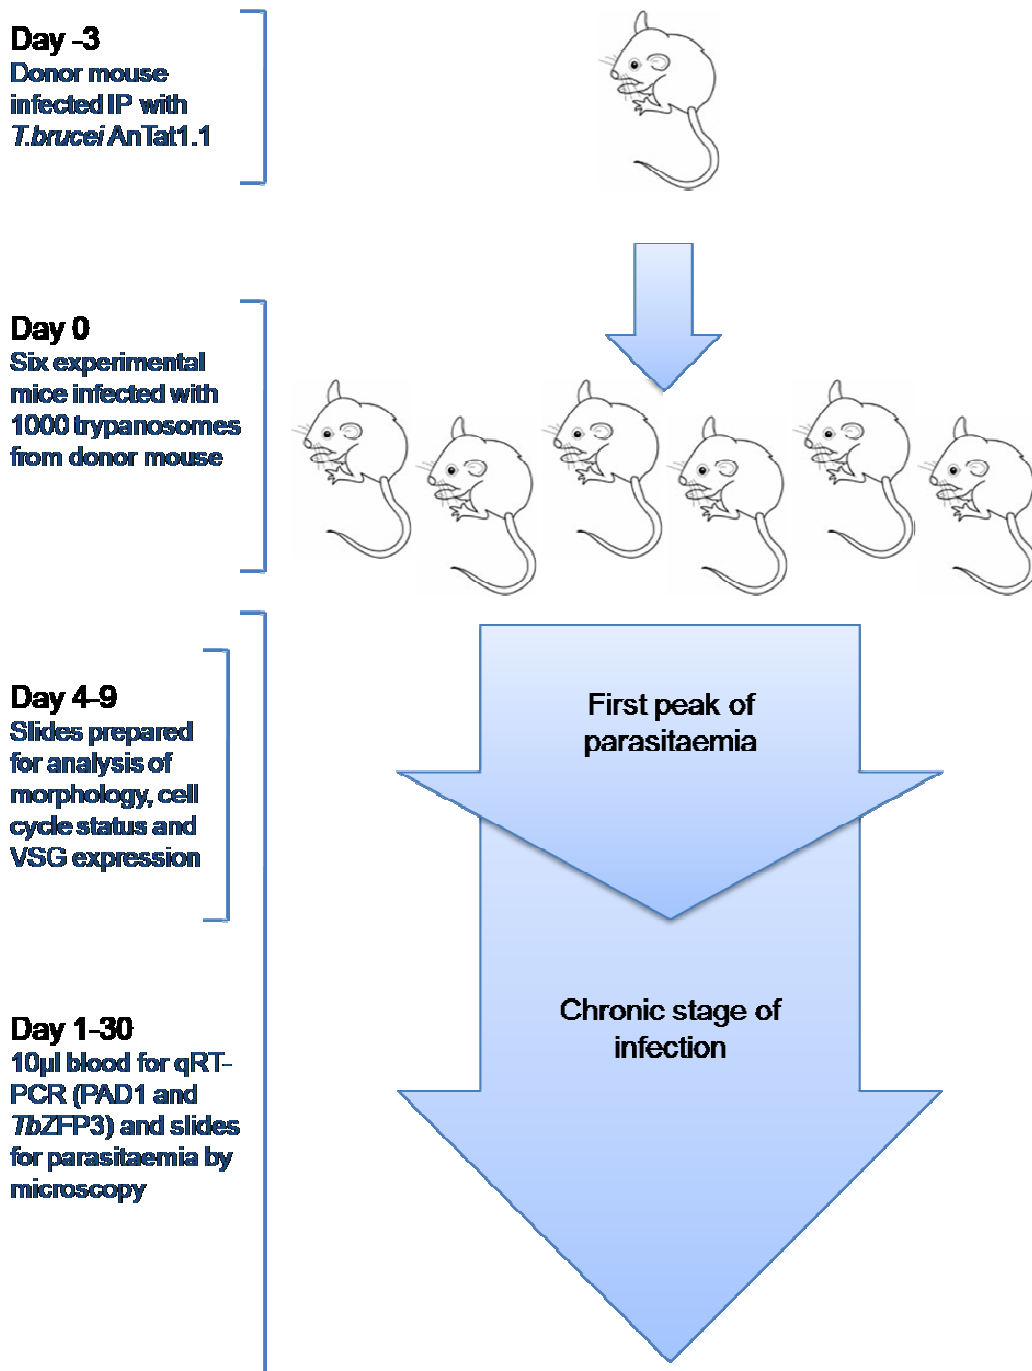 Day -3
Donor mouse
infected IP with
T.brucei AnTat1.1
Day 0
Six experimental
mice infected with
1000 trypanosomes
from donor mouse
Day 4-9
Slides prepared
for analysis of
morphology, cell
cycle status and
VSG expression
First peak of
parasitaemia
Day 1-30
10µl blood for qRT-
PCR (PAD1 and
TbZFP3) and slides
for parasitaemia by
microscopy
Chronic stage of
infection